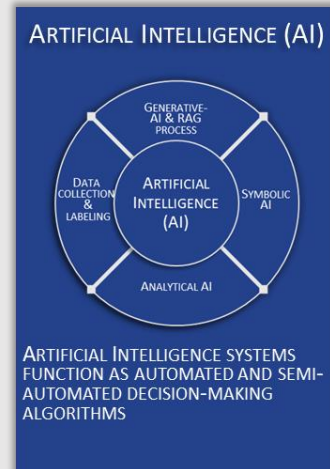 ARTIFICIAL INTELLIGENCE (AI)
GENERATIVE-
AI & RAG
PROCESS
DATA
COLLECTION
&
LABELING
ARTIFICIAL
INTELLIGENCE
(AI)
SYMBOLIC
AI
ANALYTICAL AI
ARTIFICIAL INTELLIGENCE SYSTEMS
FUNCTION AS AUTOMATED AND SEMI-
AUTOMATED DECISION-MAKING
ALGORITHMS